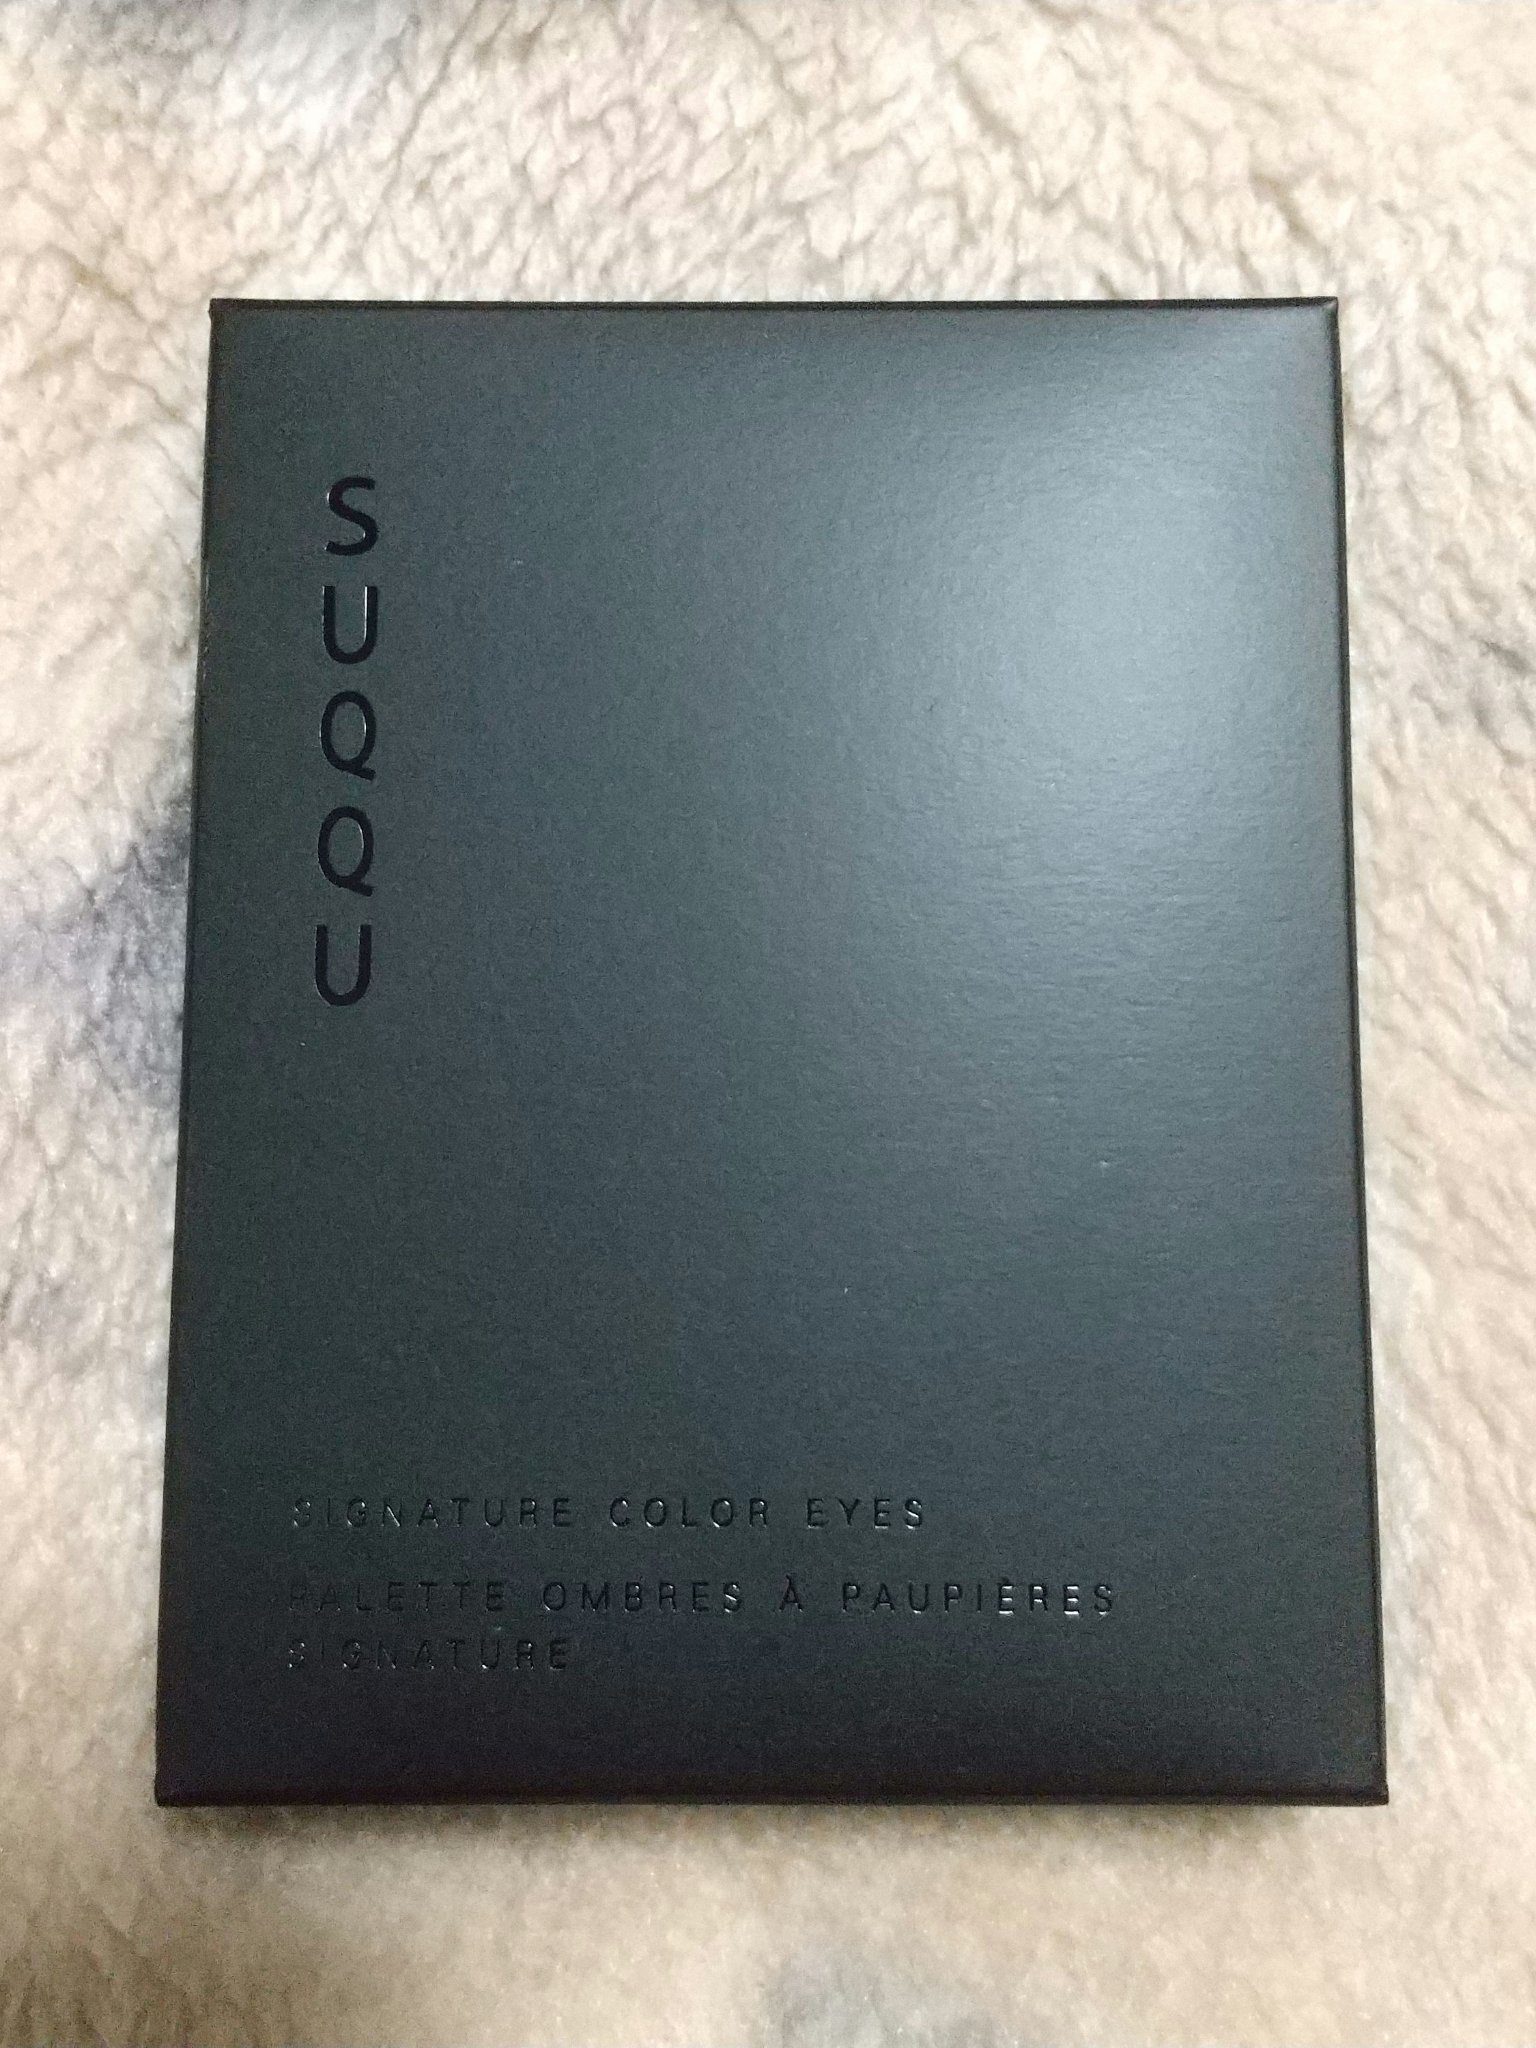 SUQQU
SIGNATURE COLOR EYES
PALETTE OMBRES À PAUPIÈRES
SIGNATURE